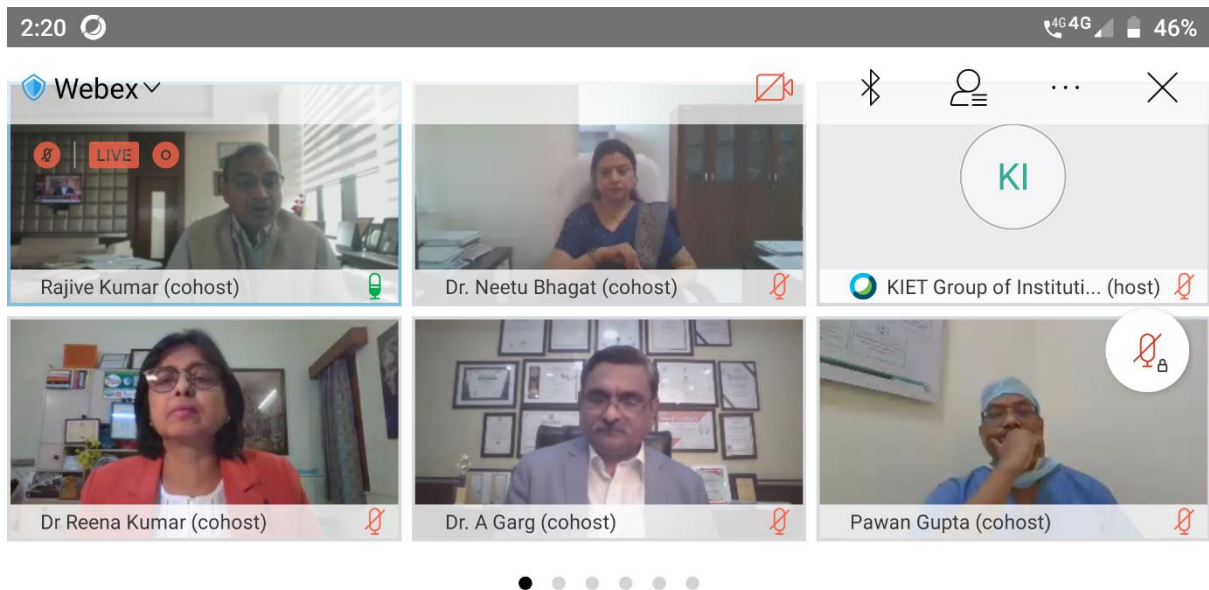 2:20 4G 4G 46%
Webex
LIVE
KI
Rajive Kumar (cohost)
Dr. Neetu Bhagat (cohost)
KIET Group of Instituti... (host)
Dr Reena Kumar (cohost)
Dr. A Garg (cohost)
Pawan Gupta (cohost)